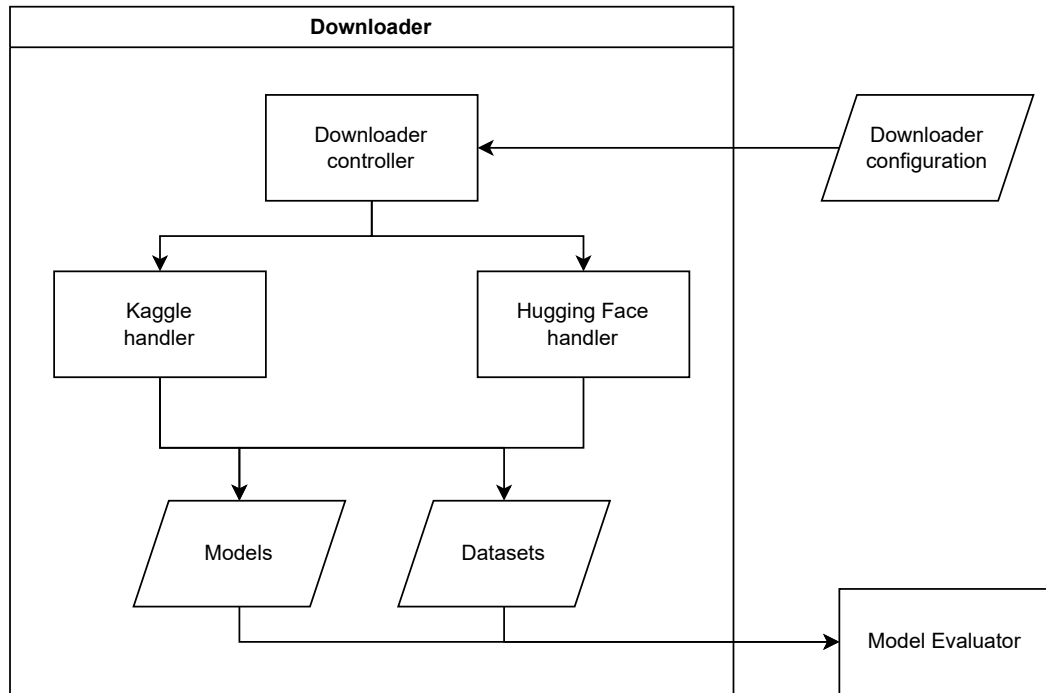 Downloader
Downloader
controller
Downloader
configuration
Kaggle
handler
Hugging Face
handler
Models
Datasets
Model Evaluator